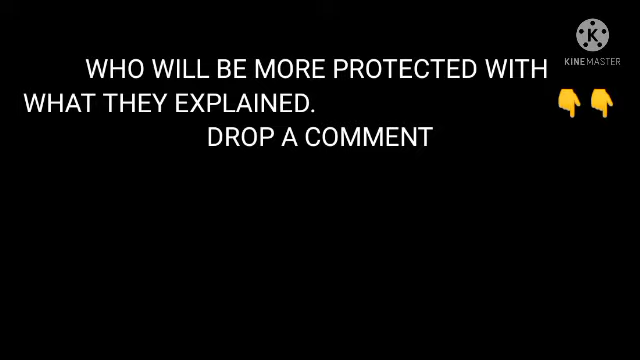 KINEMASTER
WHO WILL BE MORE PROTECTED WITH
WHAT THEY EXPLAINED. 👇👇
DROP A COMMENT